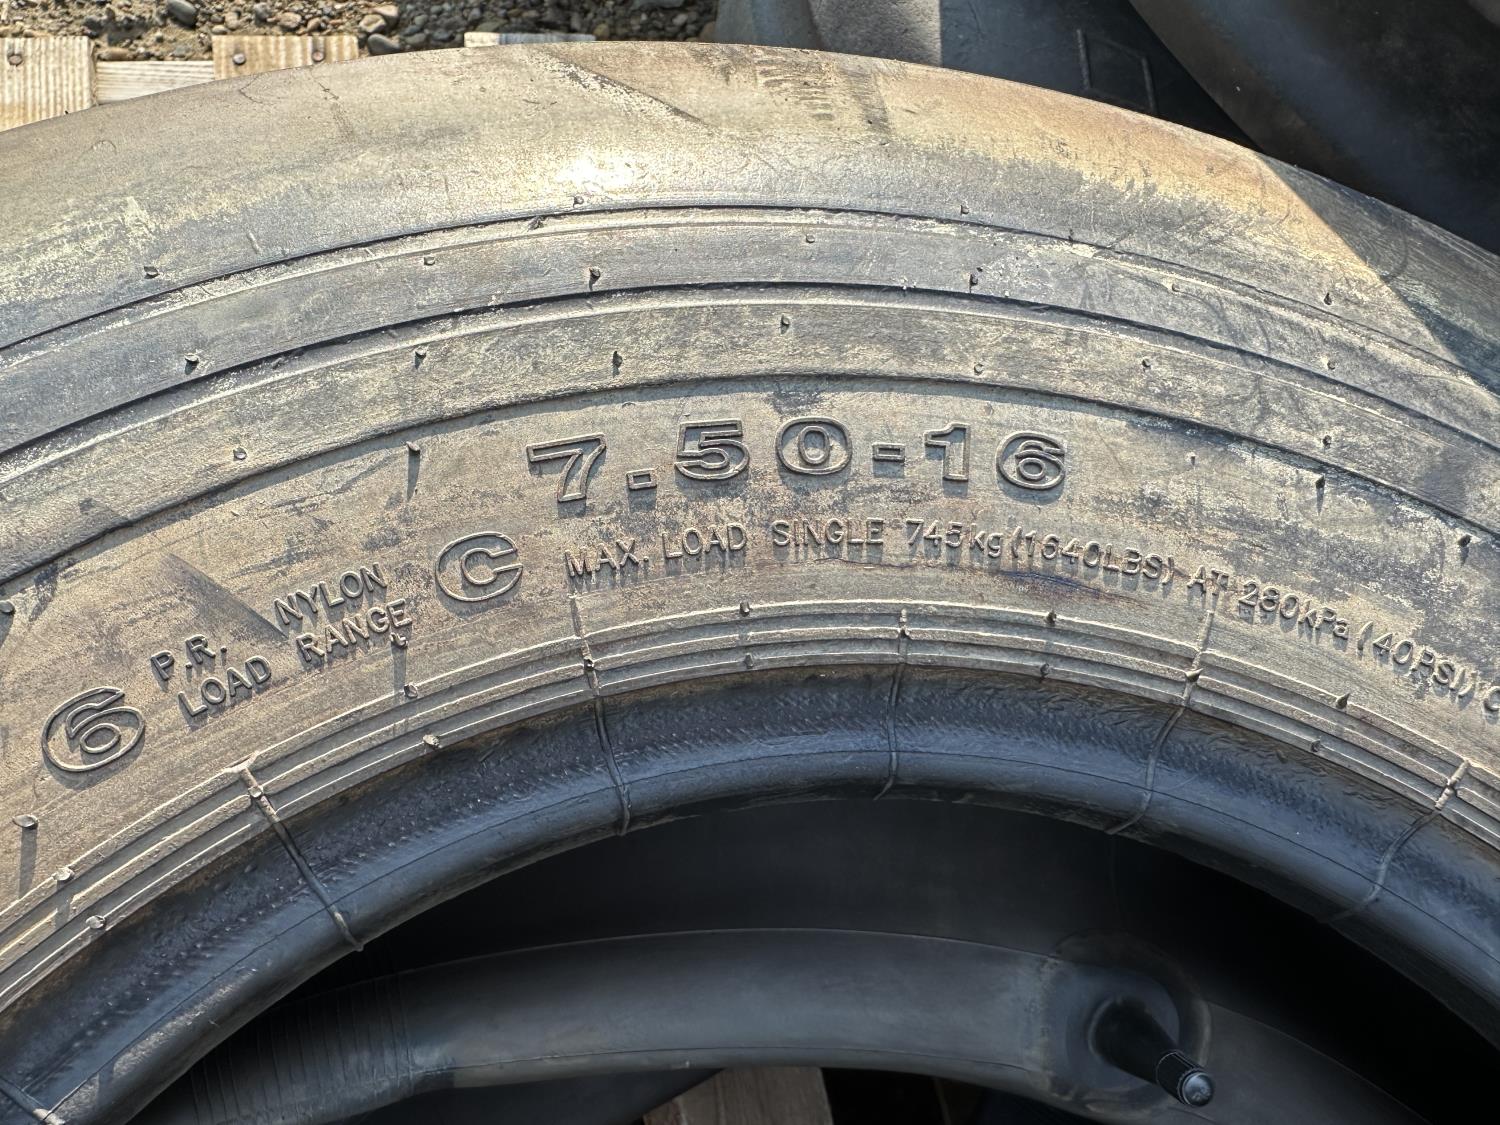 7.50-16
6 P.R. NYLON
LOAD RANGE C
MAX. LOAD SINGLE 745kg(1640LBS) AT 280kPa(40PSI)